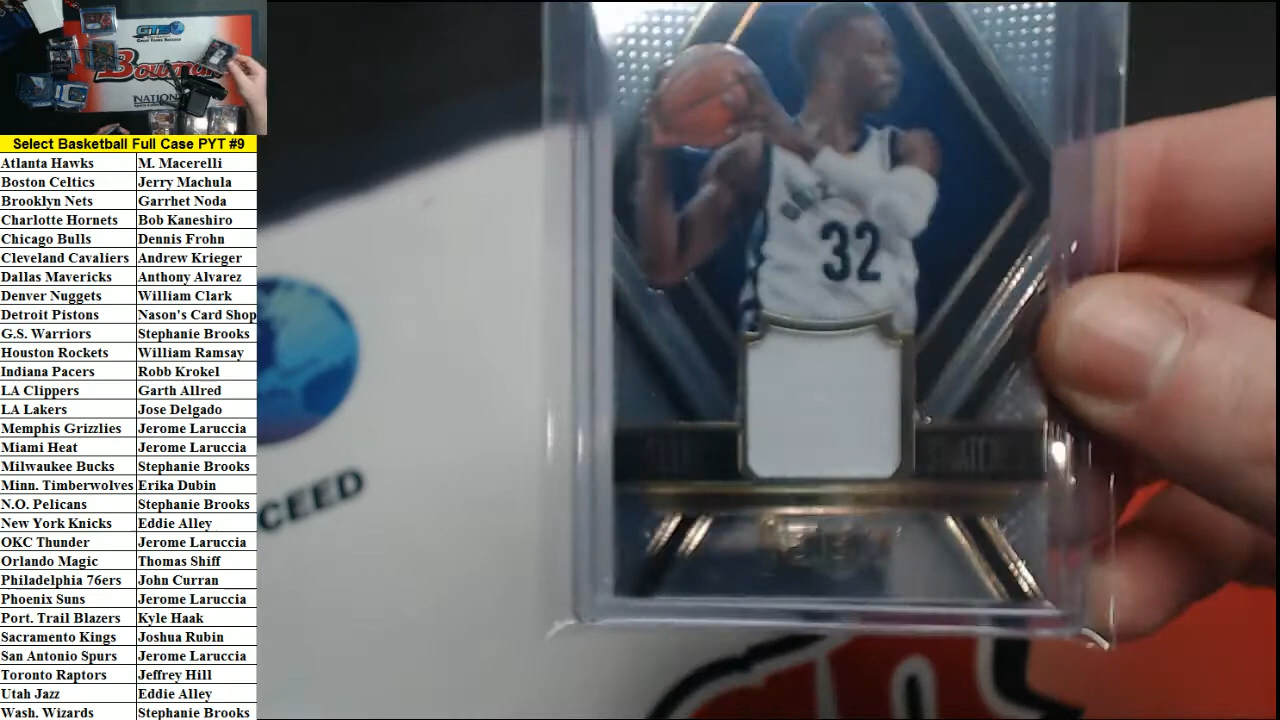 GTS
Bowman
NATION
Select Basketball Full Case PYT #9
Atlanta Hawks M. Macerelli
Boston Celtics Jerry Machula
Brooklyn Nets Garrhet Noda
Charlotte Hornets Bob Kaneshiro
Chicago Bulls Dennis Frohn
Cleveland Cavaliers Andrew Krieger
Dallas Mavericks Anthony Alvarez
Denver Nuggets William Clark
Detroit Pistons Nason's Card Shop
G.S. Warriors Stephanie Brooks
Houston Rockets William Ramsay
Indiana Pacers Robb Krokel
LA Clippers Garth Allred
LA Lakers Jose Delgado
Memphis Grizzlies Jerome Laruccia
Miami Heat Jerome Laruccia
Milwaukee Bucks Stephanie Brooks
Minn. Timberwolves Erika Dubin
N.O. Pelicans Stephanie Brooks
New York Knicks Eddie Alley
OKC Thunder Jerome Laruccia
Orlando Magic Thomas Shiff
Philadelphia 76ers John Curran
Phoenix Suns Jerome Laruccia
Port. Trail Blazers Kyle Haak
Sacramento Kings Joshua Rubin
San Antonio Spurs Jerome Laruccia
Toronto Raptors Jeffrey Hill
Utah Jazz Eddie Alley
Wash. Wizards Stephanie Brooks
32
CEED